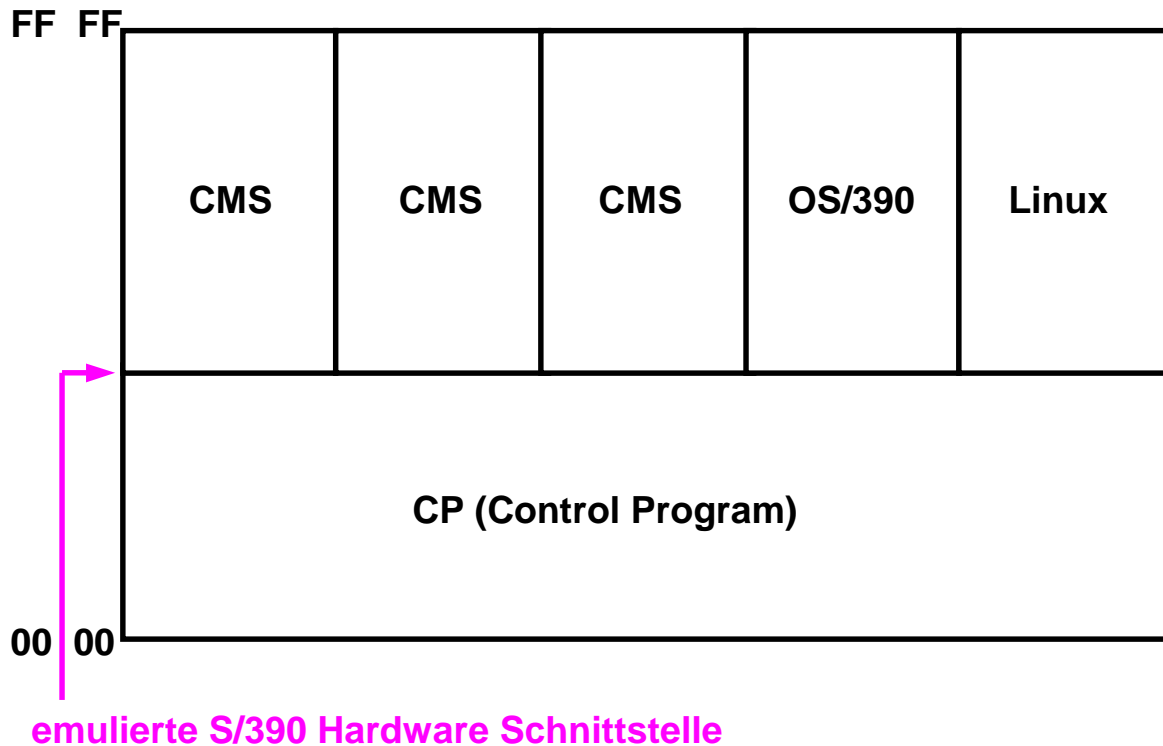 FF FF
CMS CMS CMS OS/390 Linux
CP (Control Program)
00 00
emulierte S/390 Hardware Schnittstelle